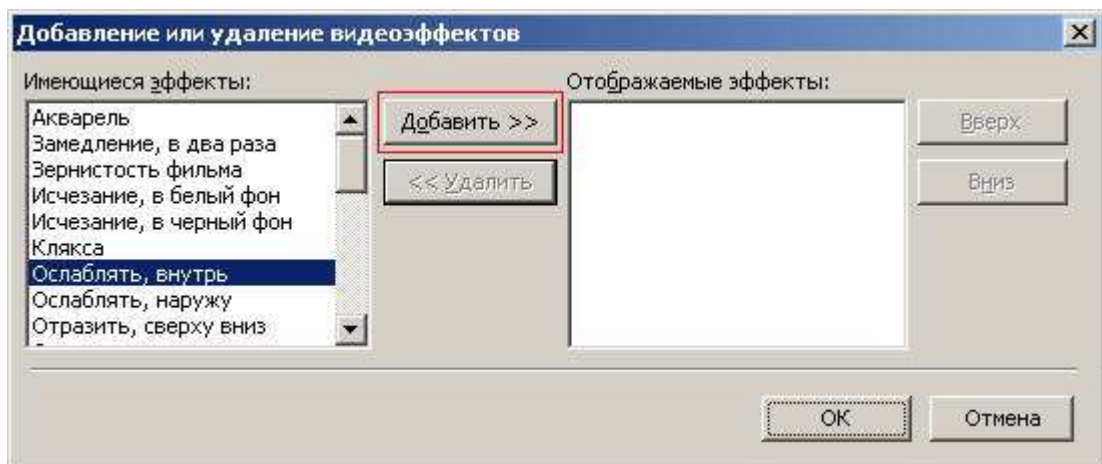 Добавление или удаление видеоэффектов
Имеющиеся эффекты:
Отображаемые эффекты:
Акварель
Замедление, в два раза
Зернистость фильма
Исчезание, в белый фон
Исчезание, в черный фон
Клякса
Ослаблять, внутрь
Ослаблять, наружу
Отразить, сверху вниз
Добавить >>
<< Удалить
Вверх
Вниз
ОК
Отмена